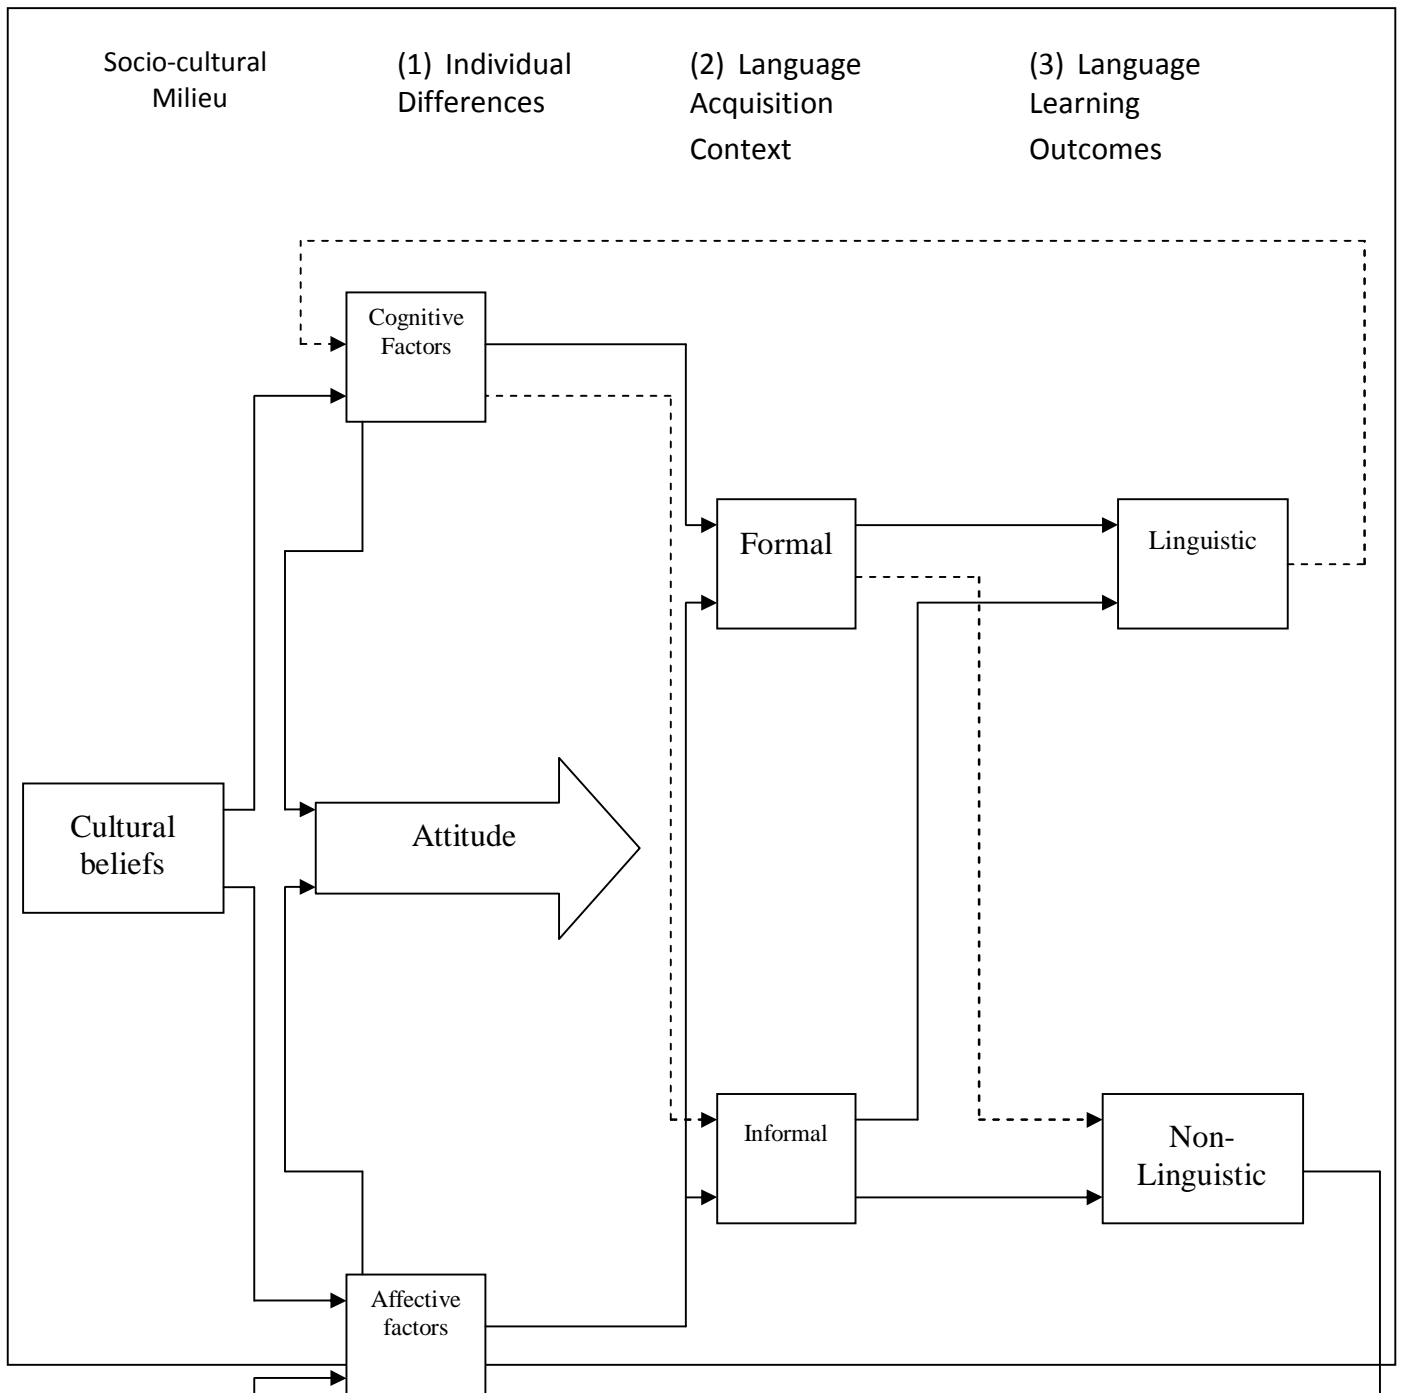 Socio-cultural
Milieu
(1) Individual
Differences
(2) Language
Acquisition
Context
(3) Language
Learning
Outcomes
Cognitive
Factors
Formal
Linguistic
Cultural
beliefs
Attitude
Informal
Non-
Linguistic
Affective
factors